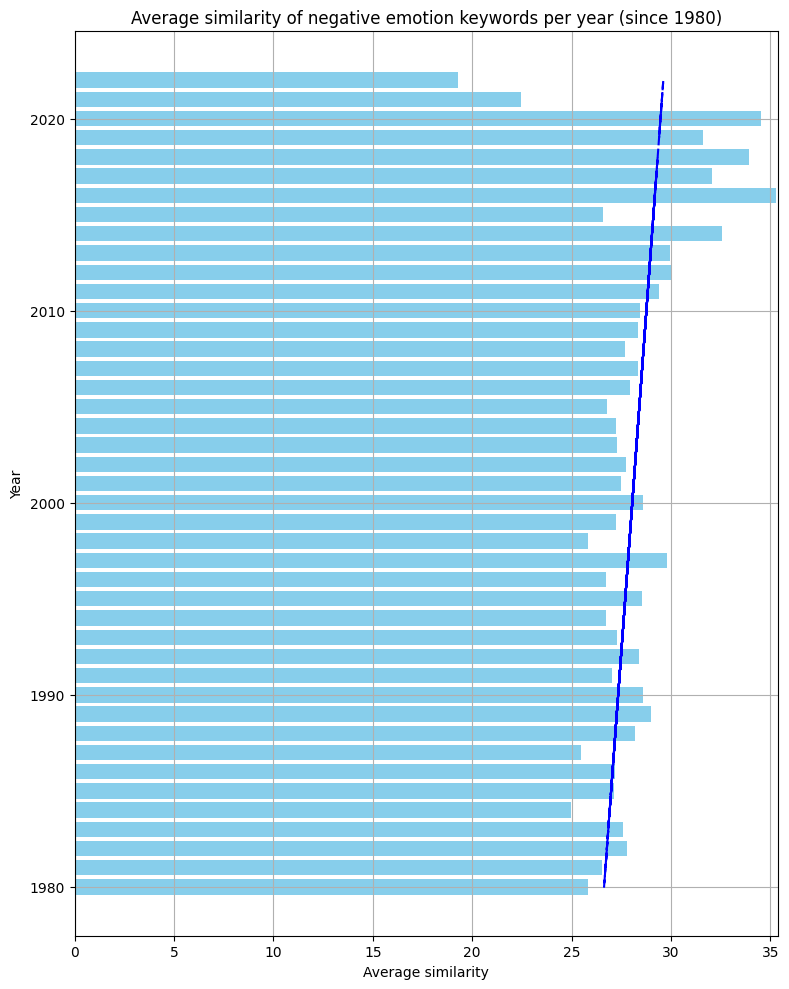 Average similarity of negative emotion keywords per year (since 1980)
2020
2010
2000
1990
1980
Year
0 5 10 15 20 25 30 35
Average similarity